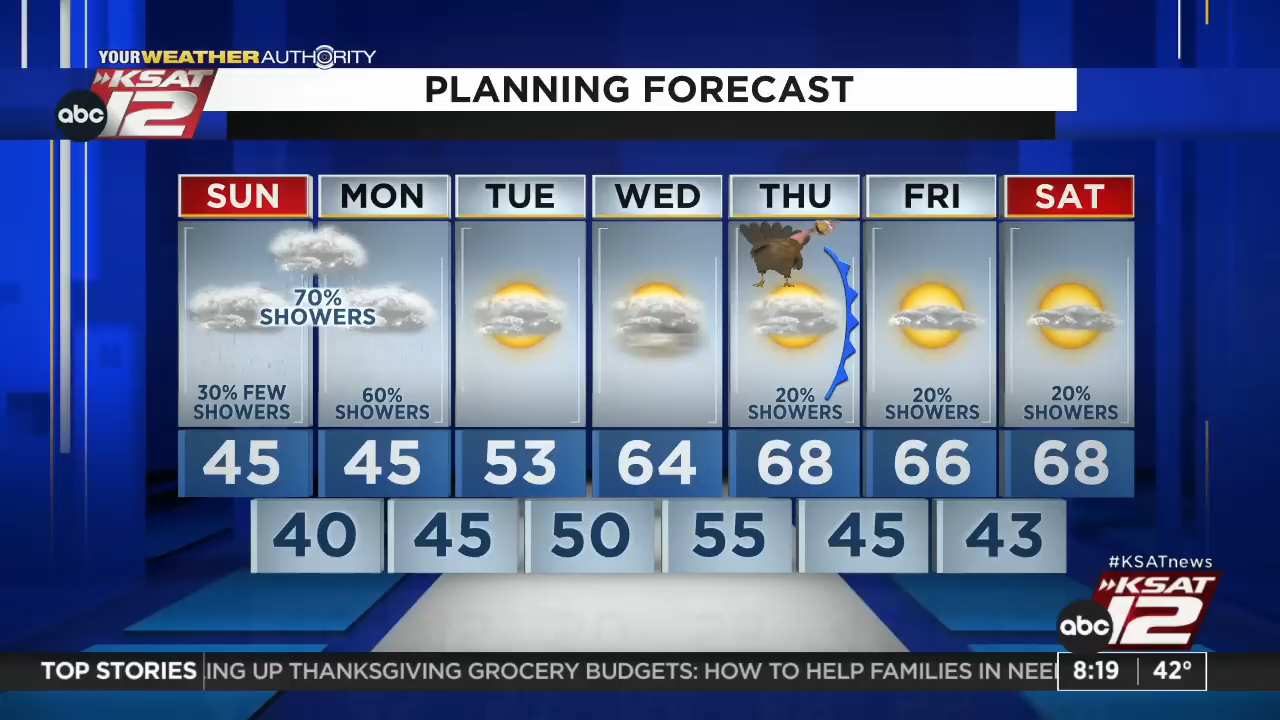 YOURWEATHERAUTHORITY
KSAT
abc 12
PLANNING FORECAST
SUN MON TUE WED THU FRI SAT
70%
SHOWERS
30% FEW
SHOWERS
60%
SHOWERS
20%
SHOWERS
20%
SHOWERS
20%
SHOWERS
45 45 53 64 68 66 68
40 45 50 55 45 43
#KSATnews
KSAT
abc 12
TOP STORIES ING UP THANKSGIVING GROCERY BUDGETS: HOW TO HELP FAMILIES IN NEE
8:19 42°